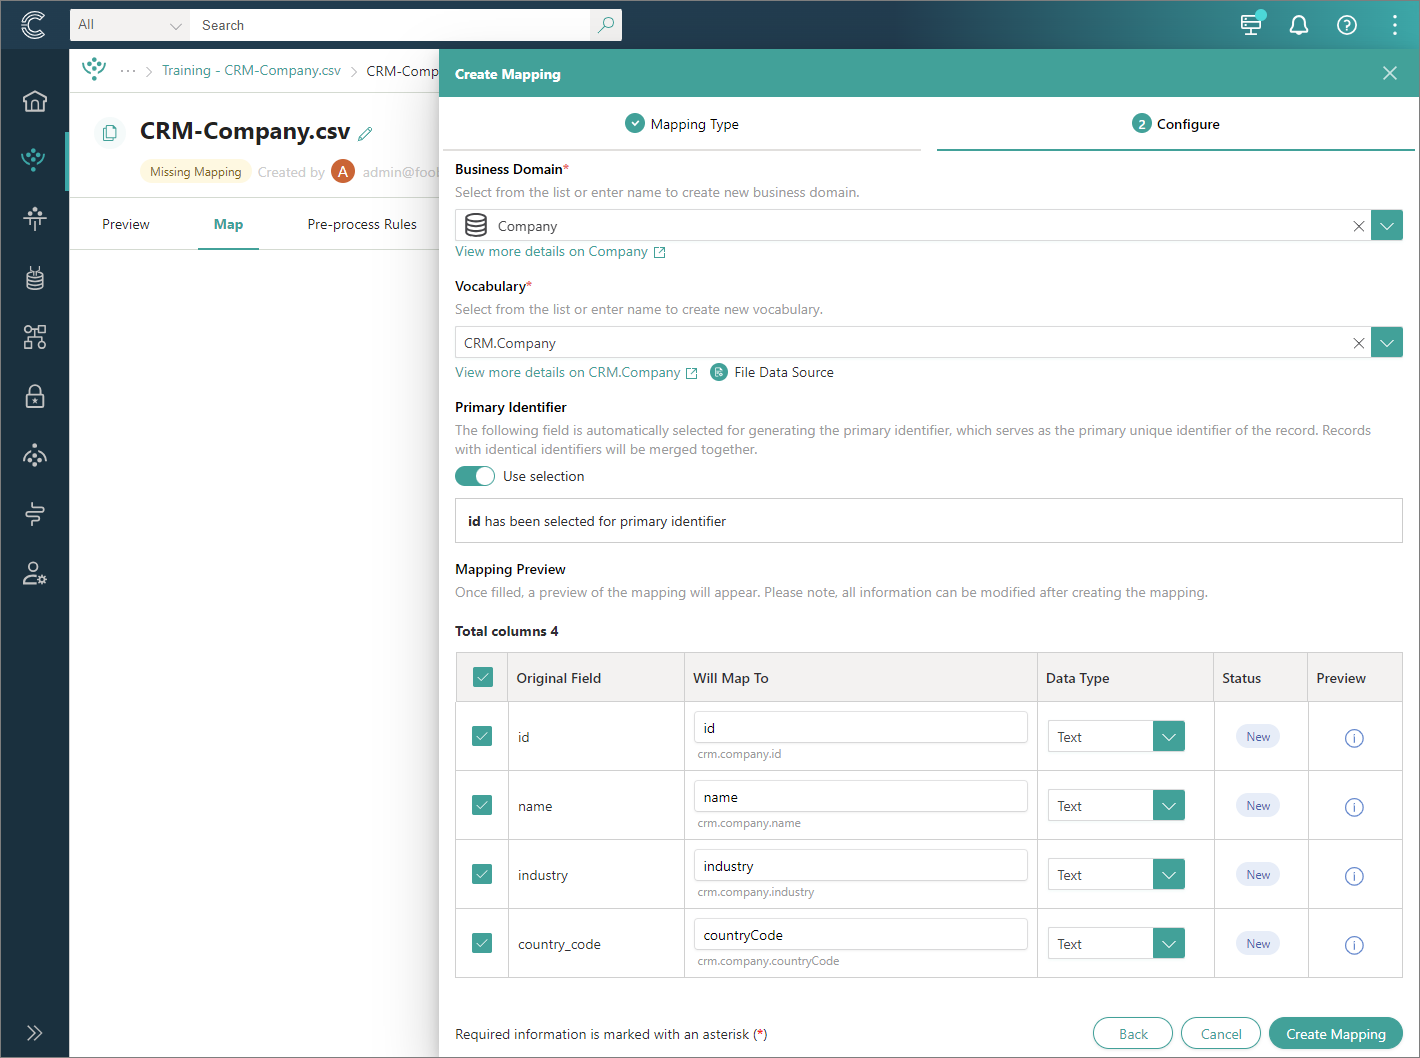 All
Search
··· > Training - CRM-Company.csv > CRM-Comp
CRM-Company.csv
Missing Mapping Created by A admin@foob
Preview Map Pre-process Rules
Create Mapping
Mapping Type
2 Configure
Business Domain*
Select from the list or enter name to create new business domain.
Company
View more details on Company
Vocabulary*
Select from the list or enter name to create new vocabulary.
CRM.Company
View more details on CRM.Company File Data Source
Primary Identifier
The following field is automatically selected for generating the primary identifier, which serves as the primary unique identifier of the record. Records
with identical identifiers will be merged together.
Use selection
id has been selected for primary identifier
Mapping Preview
Once filled, a preview of the mapping will appear. Please note, all information can be modified after creating the mapping.
Total columns 4
Original Field Will Map To Data Type Status Preview
id id Text New
crm.company.id
name name Text New
crm.company.name
industry industry Text New
crm.company.industry
country_code countryCode Text New
crm.company.countryCode
Required information is marked with an asterisk (*)
Back Cancel Create Mapping